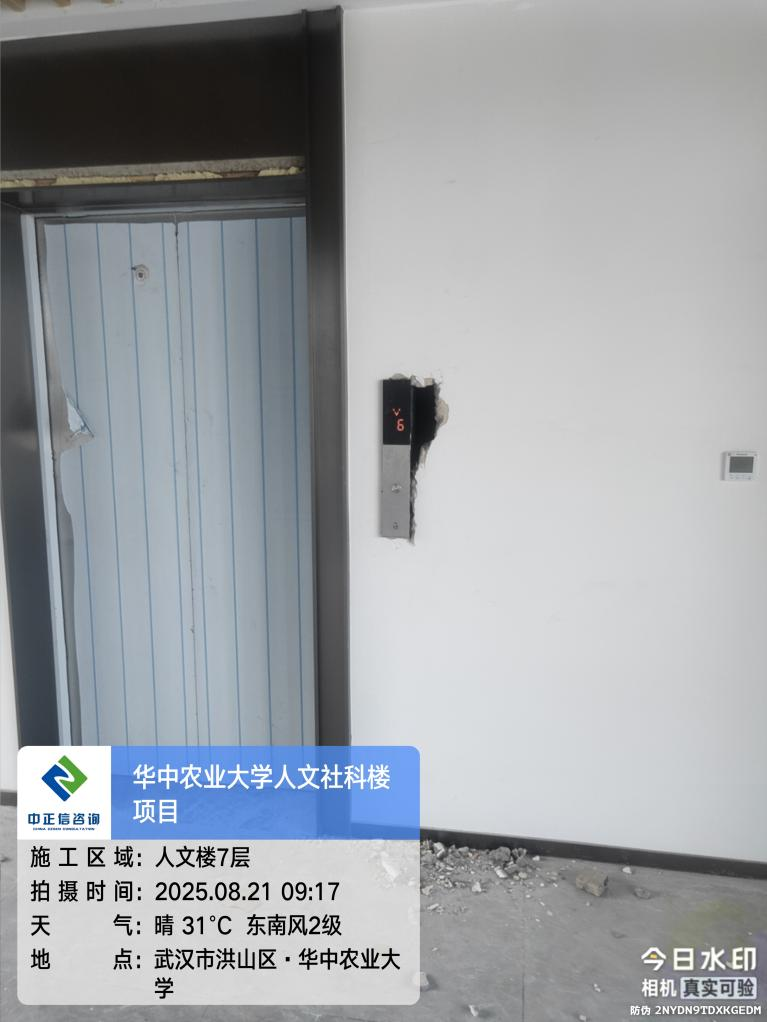 6
中正信咨询
华中农业大学人文社科楼
项目
施工区域：人文楼7层
拍摄时间：2025.08.21 09:17
天气：晴 31℃ 东南风2级
地点：武汉市洪山区·华中农业大
学
今日水印
相机 真实可验
防伪 2NYDN9TDXKGEDM